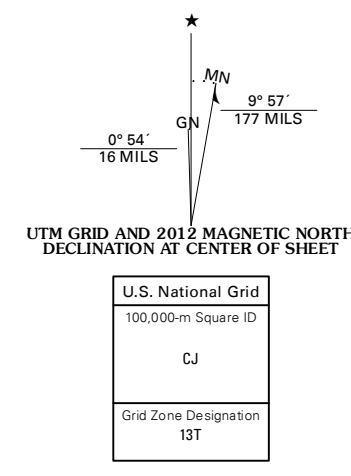 ★
MN
GN
9° 57´
177 MILS
0° 54´
16 MILS
UTM GRID AND 2012 MAGNETIC NORTH
DECLINATION AT CENTER OF SHEET
U.S. National Grid
100,000-m Square ID
CJ
Grid Zone Designation
13T